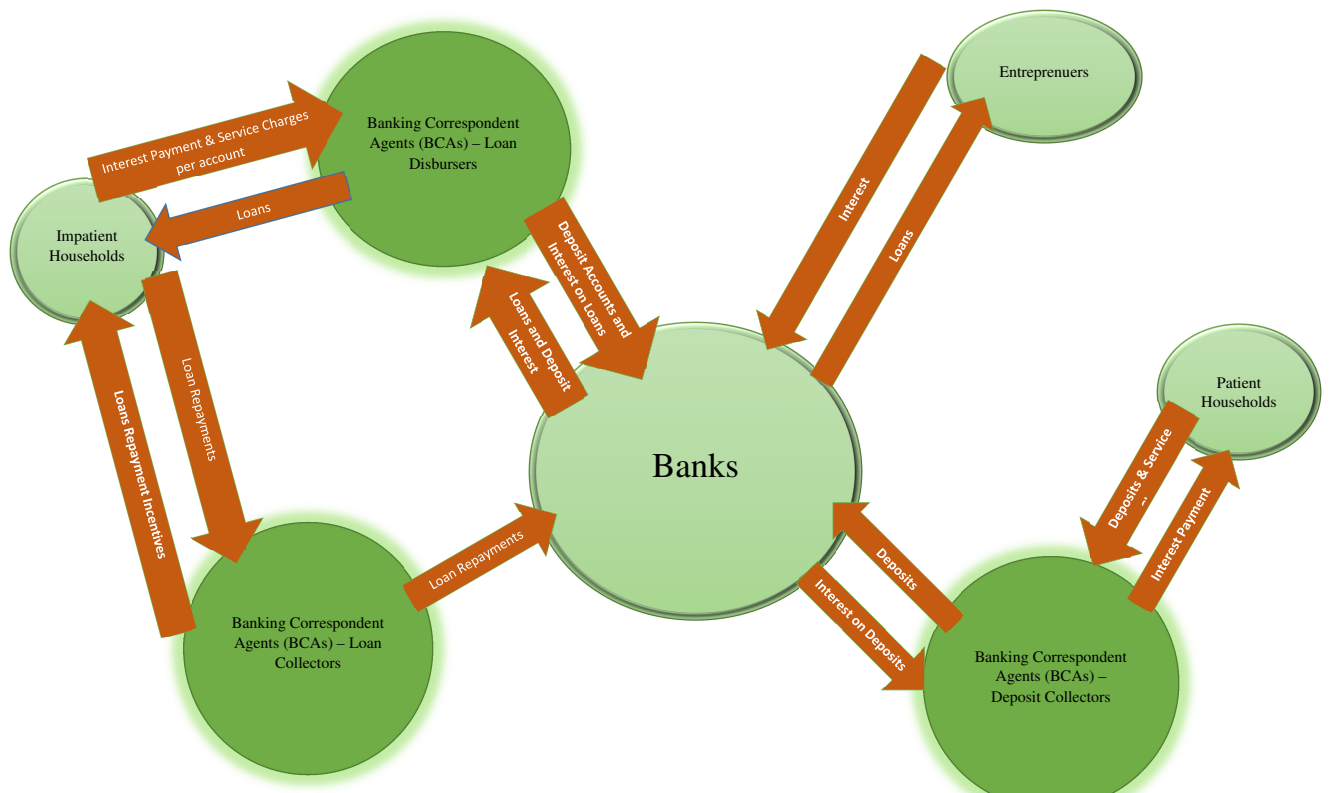 Entreprenuers
Banking Correspondent
Agents (BCAs) – Loan
Disbursers
Interest Payment & Service Charges
per account
Loans
Impatient
Households
Interest
Loans
Deposit Accounts and
Interest on Loans
Loans and Deposit
Interest
Loan Repayments
Loans Repayment Incentives
Patient
Households
Banks
Deposits & Service
Interest Payment
Loan Repayments
Deposits
Interest on Deposits
Banking Correspondent
Agents (BCAs) – Loan
Collectors
Banking Correspondent
Agents (BCAs) –
Deposit Collectors